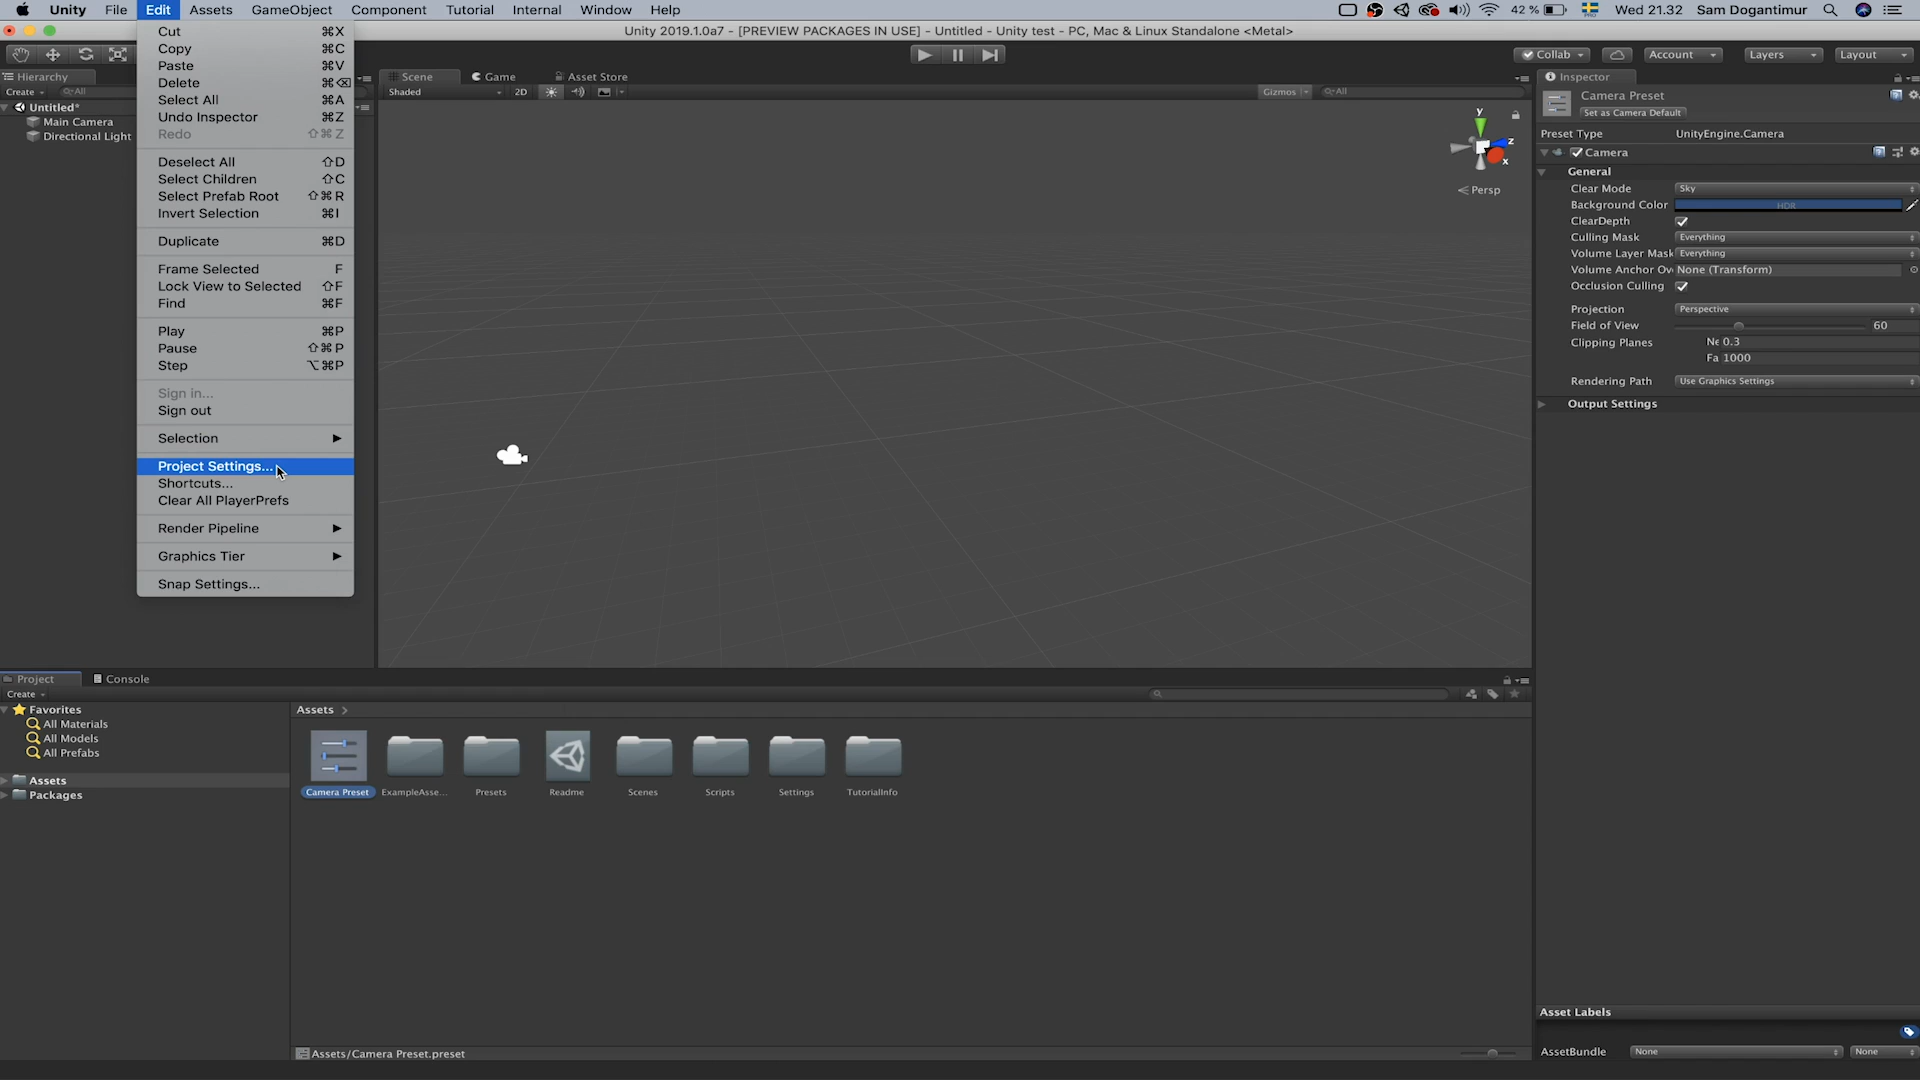 Unity File Edit Assets GameObject Component Tutorial Internal Window Help 42 % Wed 21.32 Sam Dogantimur
Unity 2019.1.0a7 - [PREVIEW PACKAGES IN USE] - Untitled - Unity test - PC, Mac & Linux Standalone <Metal>
Collab Account Layers Layout
Cut ⌘X
Copy ⌘C
Paste ⌘V
Delete ⌘⌫
Select All ⌘A
Undo Inspector ⌘Z
Redo ⇧⌘Z
Deselect All ⇧D
Select Children ⇧C
Select Prefab Root ⇧⌘R
Invert Selection ⌘I
Duplicate ⌘D
Frame Selected F
Lock View to Selected ⇧F
Find ⌘F
Play ⌘P
Pause ⇧⌘P
Step ⌥⌘P
Sign in...
Sign out
Selection
Project Settings...
Shortcuts...
Clear All PlayerPrefs
Render Pipeline
Graphics Tier
Snap Settings...
Hierarchy
Create All
Untitled*
Main Camera
Directional Light
Scene Game Asset Store
Shaded 2D Gizmos All
y
z
x
Persp
Inspector
Camera Preset
Set as Camera Default
Preset Type UnityEngine.Camera
Camera
General
Clear Mode Sky
Background Color HDR
ClearDepth
Culling Mask Everything
Volume Layer Mask Everything
Volume Anchor Ov None (Transform)
Occlusion Culling
Projection Perspective
Field of View 60
Clipping Planes Ne 0.3
Fa 1000
Rendering Path Use Graphics Settings
Output Settings
Project Console
Create
Favorites
All Materials
All Models
All Prefabs
Assets
Packages
Assets
Camera Preset ExampleAsse... Presets Readme Scenes Scripts Settings TutorialInfo
Assets/Camera Preset.preset
Asset Labels
AssetBundle None None